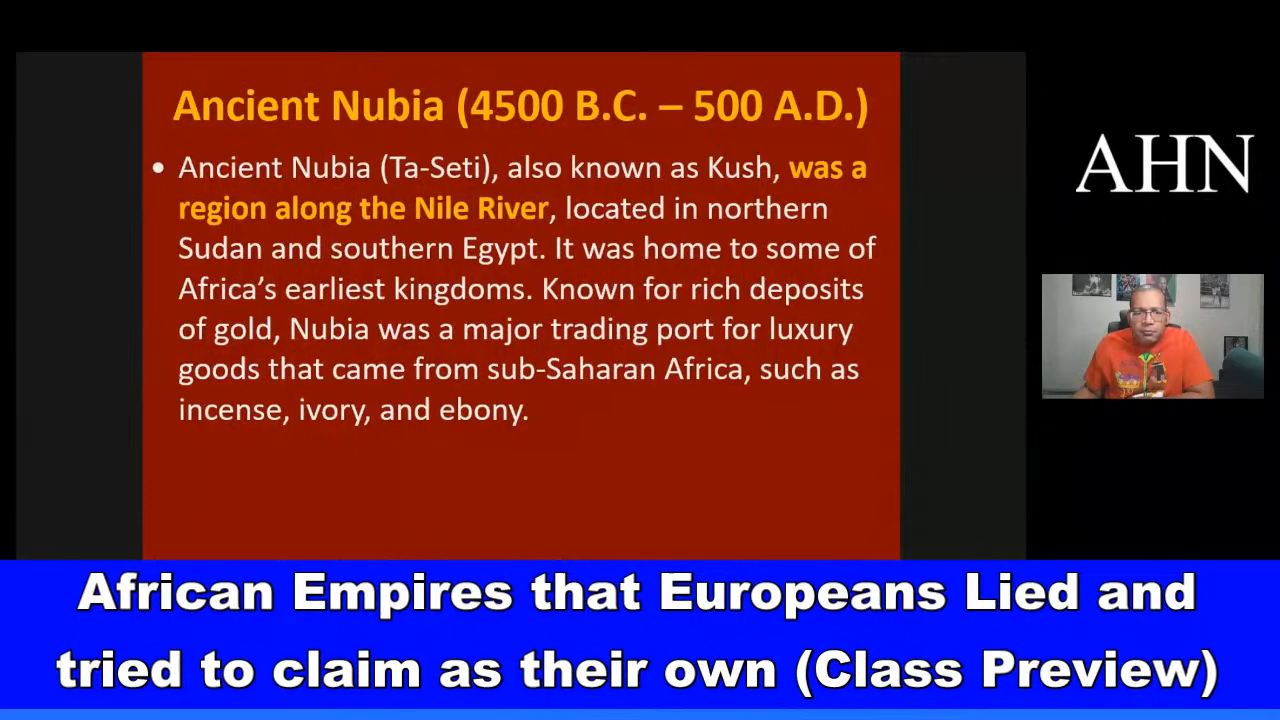 Ancient Nubia (4500 B.C. – 500 A.D.)
• Ancient Nubia (Ta-Seti), also known as Kush, was a
region along the Nile River, located in northern
Sudan and southern Egypt. It was home to some of
Africa’s earliest kingdoms. Known for rich deposits
of gold, Nubia was a major trading port for luxury
goods that came from sub-Saharan Africa, such as
incense, ivory, and ebony.
AHN
African Empires that Europeans Lied and
tried to claim as their own (Class Preview)